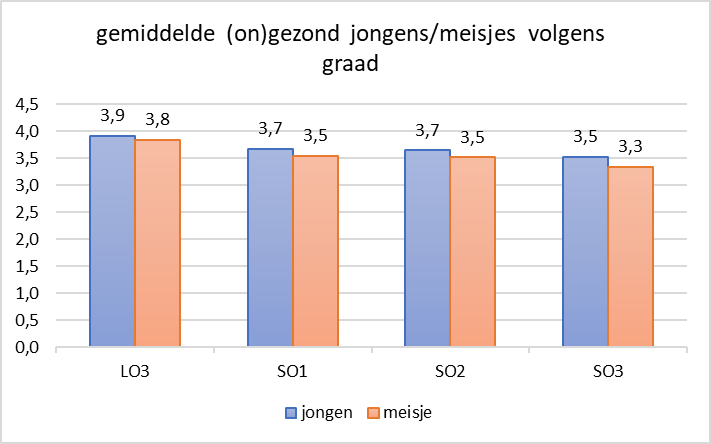 gemiddelde (on)gezond jongens/meisjes volgens
graad
4,5
4,0
3,5
3,0
2,5
2,0
1,5
1,0
0,5
0,0
3,9 3,8 3,7 3,5 3,7 3,5 3,5 3,3
LO3 SO1 SO2 SO3
jongen meisje